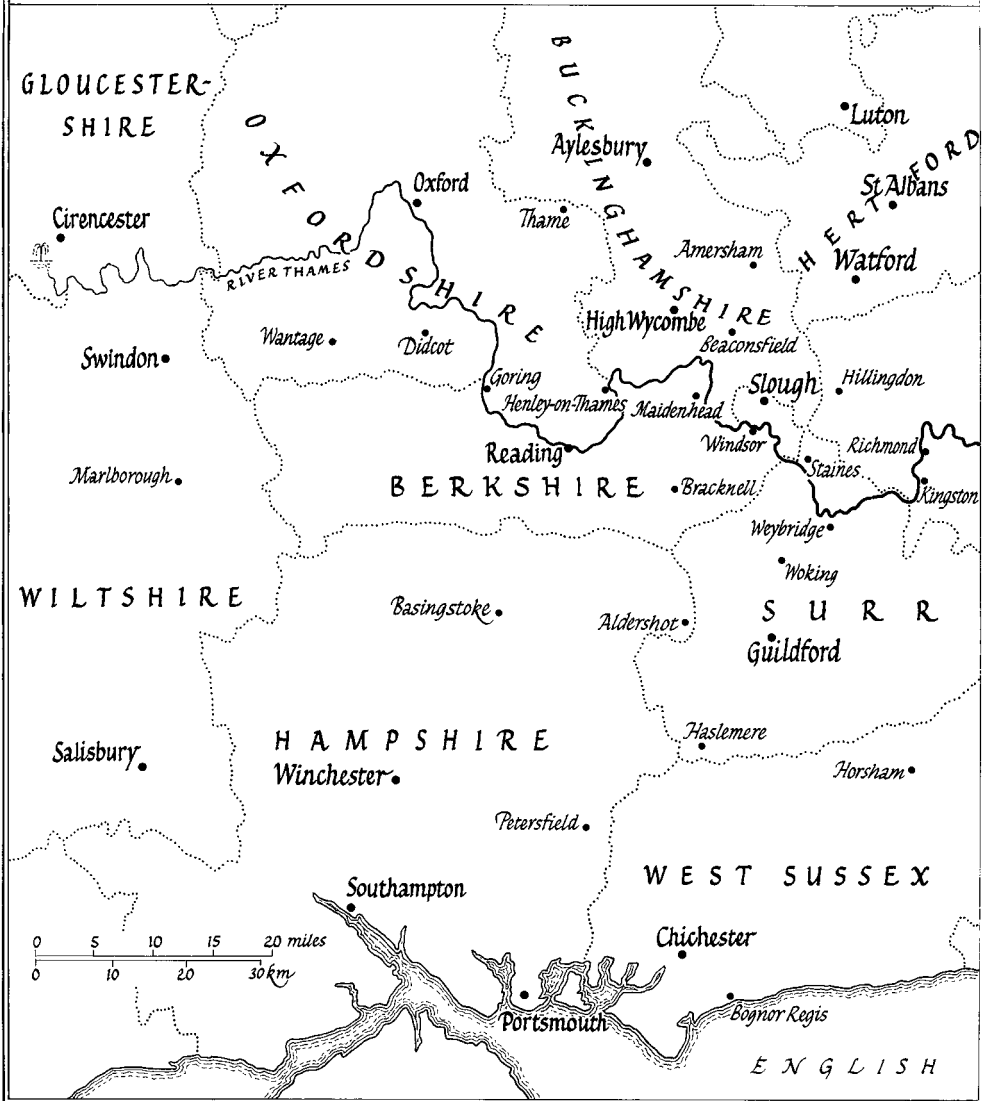 GLOUCESTER-
SHIRE
OXFORDSHIRE
BUCKINGHAMSHIRE
Luton
Aylesbury
HERTFORD
St Albans
Oxford
Thame
Cirencester
Amersham
Watford
RIVER THAMES
High Wycombe
Beaconsfield
Wantage
Didcot
Swindon
Goring
Henley-on-Thames
Maidenhead
Slough
Hillingdon
Windsor
Richmond
Reading
Staines
Marlborough
BERKSHIRE
Bracknell
Kingston
Weybridge
Woking
WILTSHIRE
Basingstoke
Aldershot
SURR
Guildford
HAMPSHIRE
Haslemere
Salisbury
Winchester
Horsham
Petersfield
WEST SUSSEX
Southampton
0 5 10 15 20 miles
0 10 20 30 km
Chichester
Portsmouth
Bognor Regis
ENGLISH